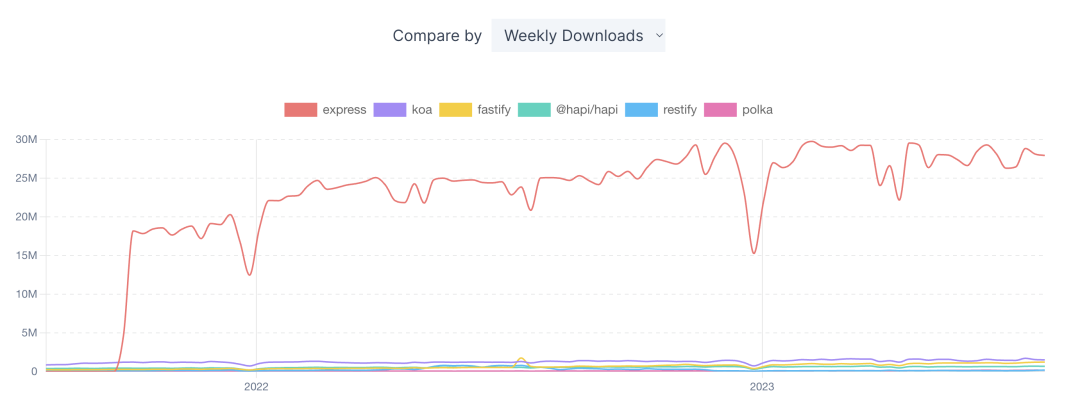 Compare by Weekly Downloads
express koa fastify @hapi/hapi restify polka
30M
25M
20M
15M
10M
5M
0
2022 2023